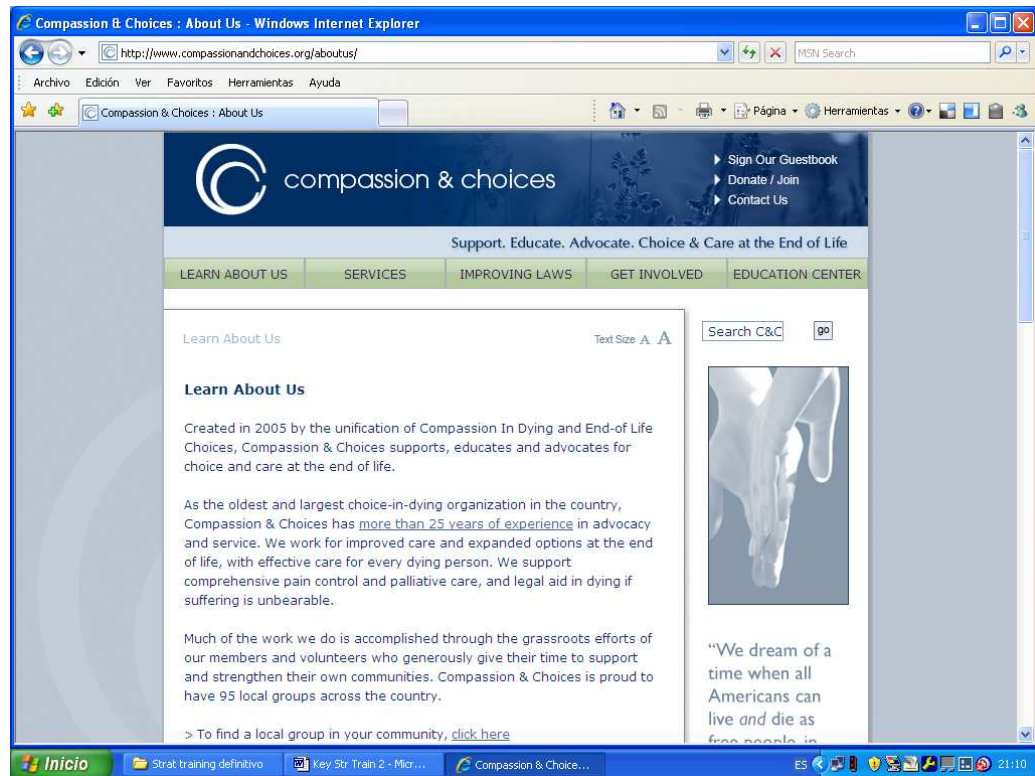 Compassion & Choices : About Us - Windows Internet Explorer
http://www.compassionandchoices.org/aboutus/
MSN Search
Archivo Edición Ver Favoritos Herramientas Ayuda
Compassion & Choices : About Us
Página Herramientas
compassion & choices
Sign Our Guestbook
Donate / Join
Contact Us
Support. Educate. Advocate. Choice & Care at the End of Life
LEARN ABOUT US SERVICES IMPROVING LAWS GET INVOLVED EDUCATION CENTER
Learn About Us
Text Size A A
Search C&C go
Learn About Us
Created in 2005 by the unification of Compassion In Dying and End-of Life
Choices, Compassion & Choices supports, educates and advocates for
choice and care at the end of life.
As the oldest and largest choice-in-dying organization in the country,
Compassion & Choices has more than 25 years of experience in advocacy
and service. We work for improved care and expanded options at the end
of life, with effective care for every dying person. We support
comprehensive pain control and palliative care, and legal aid in dying if
suffering is unbearable.
Much of the work we do is accomplished through the grassroots efforts of
our members and volunteers who generously give their time to support
and strengthen their own communities. Compassion & Choices is proud to
have 95 local groups across the country.
> To find a local group in your community, click here
“We dream of a
time when all
Americans can
live and die as
free people, in
Inicio
Strat training definitivo
Key Str Train 2 - Micr...
Compassion & Choice...
ES
21:10